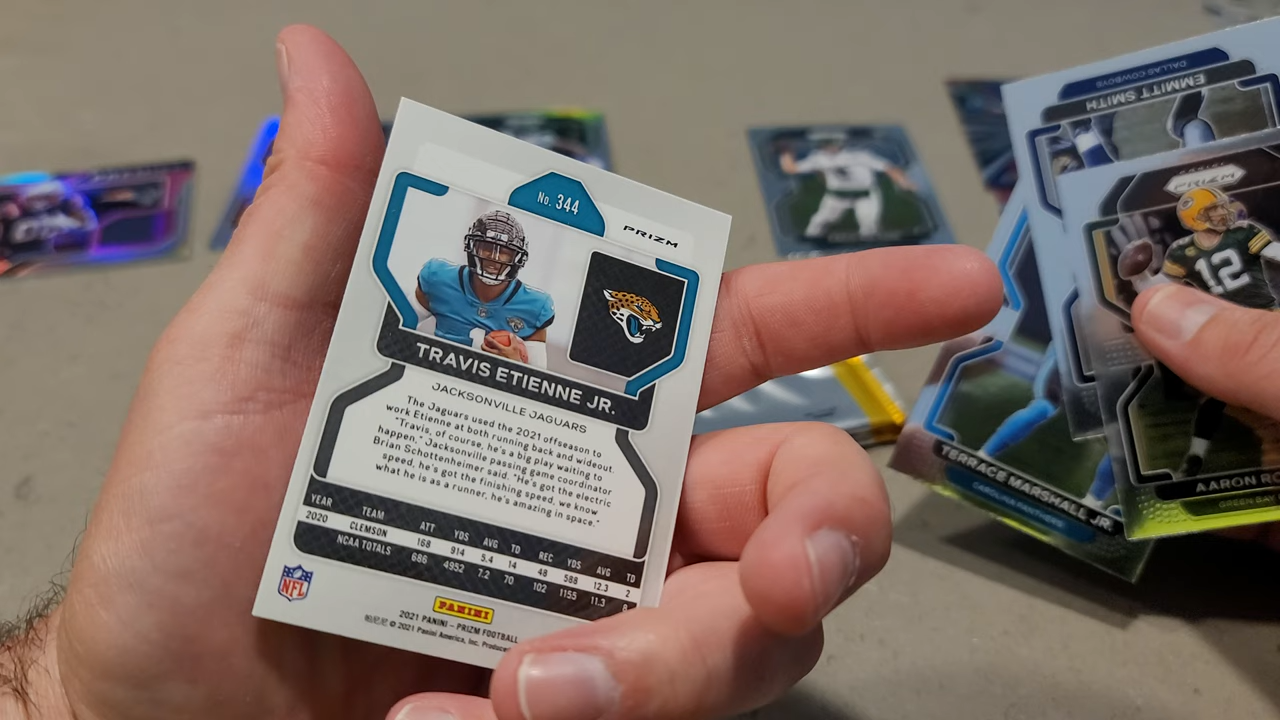 No. 344
PRIZM
TRAVIS ETIENNE JR.
JACKSONVILLE JAGUARS
The Jaguars used the 2021 offseason to
work Etienne at both running back and wideout.
"Travis, of course, he's a big play waiting to
happen," Jacksonville passing game coordinator
Brian Schottenheimer said. "He's got the electric
speed, he's got the finishing speed, we know
what he is as a runner, he's amazing in space."
YEAR TEAM ATT YDS AVG TD REC YDS AVG TD
2020 CLEMSON 168 914 5.4 14 48 588 12.3 2
NCAA TOTALS 686 4952 7.2 70 102 1155 11.3
NFL
PANINI
2021 PANINI – PRIZM FOOTBALL
© 2021 Panini America, Inc.
DALLAS COWBOYS
EMMITT SMITH
PANINI
PRIZM
12
AARON RO
GREEN BAY
TERRACE MARSHALL JR.
CAROLINA PANTHERS